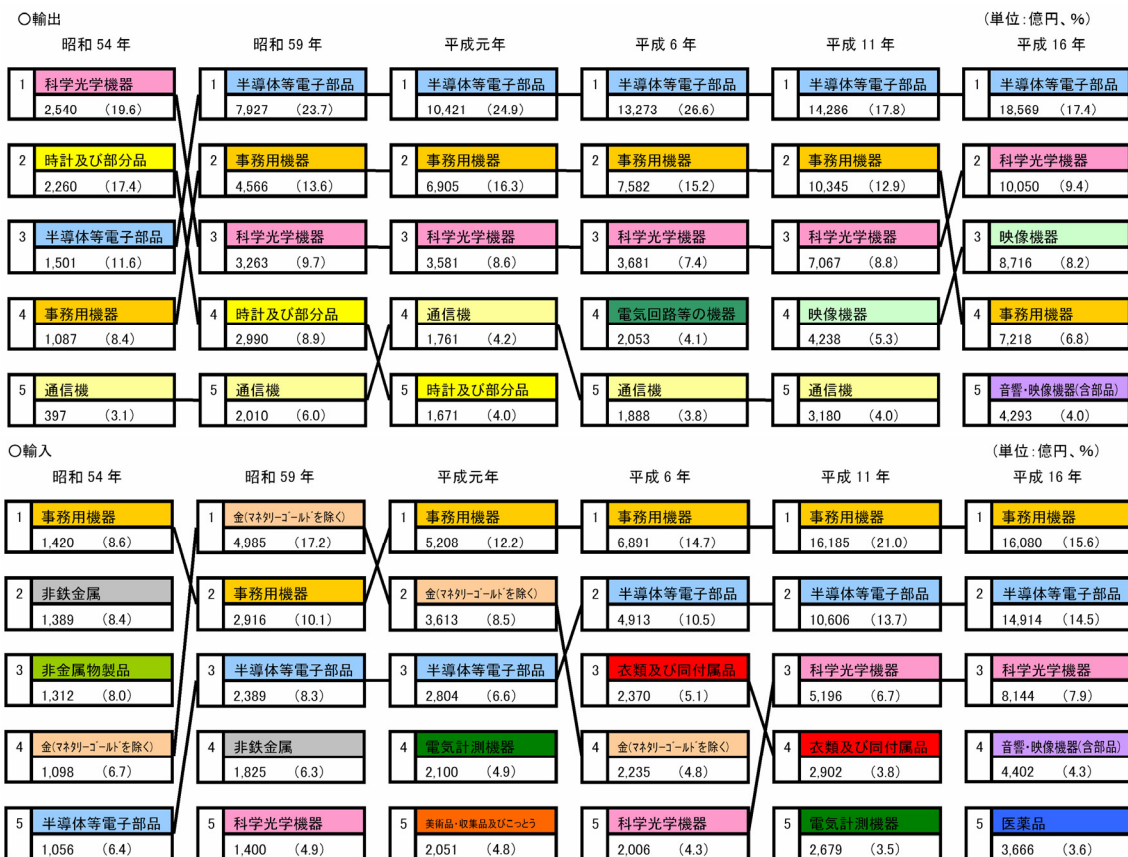 ○輸出
(単位:億円、%)
昭和 54 年 昭和 59 年 平成元年 平成 6 年 平成 11 年 平成 16 年
1 科学光学機器 1 半導体等電子部品 1 半導体等電子部品 1 半導体等電子部品 1 半導体等電子部品 1 半導体等電子部品
2,540 (19.6) 7,927 (23.7) 10,421 (24.9) 13,273 (26.6) 14,286 (17.8) 18,569 (17.4)
2 時計及び部分品 2 事務用機器 2 事務用機器 2 事務用機器 2 事務用機器 2 科学光学機器
2,260 (17.4) 4,566 (13.6) 6,905 (16.3) 7,582 (15.2) 10,345 (12.9) 10,050 (9.4)
3 半導体等電子部品 3 科学光学機器 3 科学光学機器 3 科学光学機器 3 科学光学機器 3 映像機器
1,501 (11.6) 3,263 (9.7) 3,581 (8.6) 3,681 (7.4) 7,067 (8.8) 8,716 (8.2)
4 事務用機器 4 時計及び部分品 4 通信機 4 電気回路等の機器 4 映像機器 4 事務用機器
1,087 (8.4) 2,990 (8.9) 1,761 (4.2) 2,053 (4.1) 4,238 (5.3) 7,218 (6.8)
5 通信機 5 通信機 5 時計及び部分品 5 通信機 5 通信機 5 音響・映像機器(含部品)
397 (3.1) 2,010 (6.0) 1,671 (4.0) 1,888 (3.8) 3,180 (4.0) 4,293 (4.0)
○輸入
(単位:億円、%)
昭和 54 年 昭和 59 年 平成元年 平成 6 年 平成 11 年 平成 16 年
1 事務用機器 1 金(マネタリーゴールドを除く) 1 事務用機器 1 事務用機器 1 事務用機器 1 事務用機器
1,420 (8.6) 4,985 (17.2) 5,208 (12.2) 6,891 (14.7) 16,185 (21.0) 16,080 (15.6)
2 非鉄金属 2 事務用機器 2 金(マネタリーゴールドを除く) 2 半導体等電子部品 2 半導体等電子部品 2 半導体等電子部品
1,389 (8.4) 2,916 (10.1) 3,613 (8.5) 4,913 (10.5) 10,606 (13.7) 14,914 (14.5)
3 非金属物製品 3 半導体等電子部品 3 半導体等電子部品 3 衣類及び同付属品 3 科学光学機器 3 科学光学機器
1,312 (8.0) 2,389 (8.3) 2,804 (6.6) 2,370 (5.1) 5,196 (6.7) 8,144 (7.9)
4 金(マネタリーゴールドを除く) 4 非鉄金属 4 電気計測機器 4 金(マネタリーゴールドを除く) 4 衣類及び同付属品 4 音響・映像機器(含部品)
1,098 (6.7) 1,825 (6.3) 2,100 (4.9) 2,235 (4.8) 2,902 (3.8) 4,402 (4.3)
5 半導体等電子部品 5 科学光学機器 5 美術品・収集品及びこっとう 5 科学光学機器 5 電気計測機器 5 医薬品
1,056 (6.4) 1,400 (4.9) 2,051 (4.8) 2,006 (4.3) 2,679 (3.5) 3,666 (3.6)